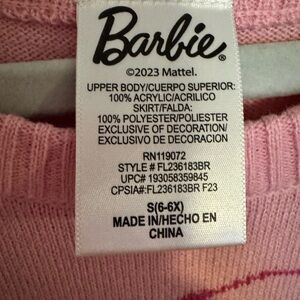 Barbie®
©2023 Mattel.
UPPER BODY/CUERPO SUPERIOR:
100% ACRYLIC/ACRILICO
SKIRT/FALDA:
100% POLYESTER/POLIESTER
EXCLUSIVE OF DECORATION/
EXCLUSIVO DE DECORACION
RN119072
STYLE # FL236183BR
UPC# 193058359845
CPSIA#:FL236183BR F23
S(6-6X)
MADE IN/HECHO EN
CHINA